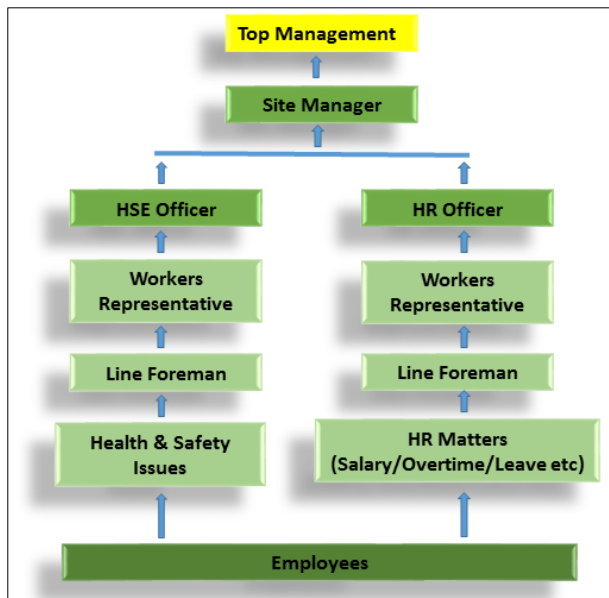 Top Management
Site Manager
HSE Officer
HR Officer
Workers
Representative
Workers
Representative
Line Foreman
Line Foreman
Health & Safety
Issues
HR Matters
(Salary/Overtime/Leave etc)
Employees